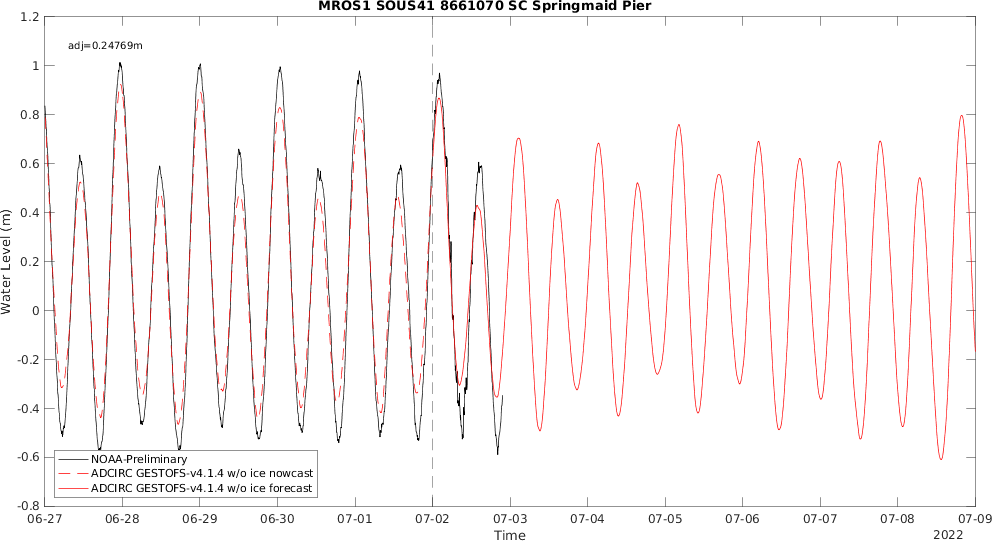 MROS1 SOUS41 8661070 SC Springmaid Pier
adj=0.24769m
Water Level (m)
1.2
1
0.8
0.6
0.4
0.2
0
-0.2
-0.4
-0.6
-0.8
NOAA-Preliminary
ADCIRC GESTOFS-v4.1.4 w/o ice nowcast
ADCIRC GESTOFS-v4.1.4 w/o ice forecast
06-27 06-28 06-29 06-30 07-01 07-02 07-03 07-04 07-05 07-06 07-07 07-08 07-09
Time
2022